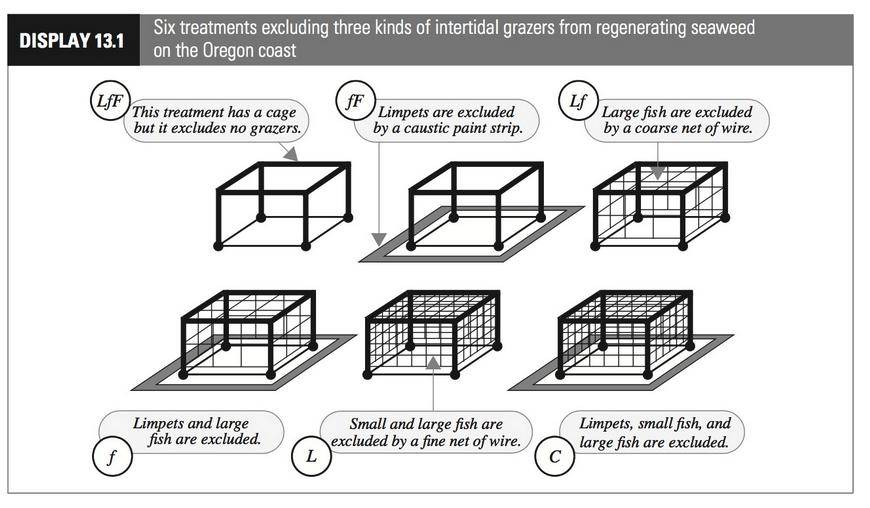 DISPLAY 13.1
Six treatments excluding three kinds of intertidal grazers from regenerating seaweed
on the Oregon coast
LfF
This treatment has a cage
but it excludes no grazers.
fF
Limpets are excluded
by a caustic paint strip.
Lf
Large fish are excluded
by a coarse net of wire.
Limpets and large
fish are excluded.
f
Small and large fish are
excluded by a fine net of wire.
L
Limpets, small fish, and
large fish are excluded.
C